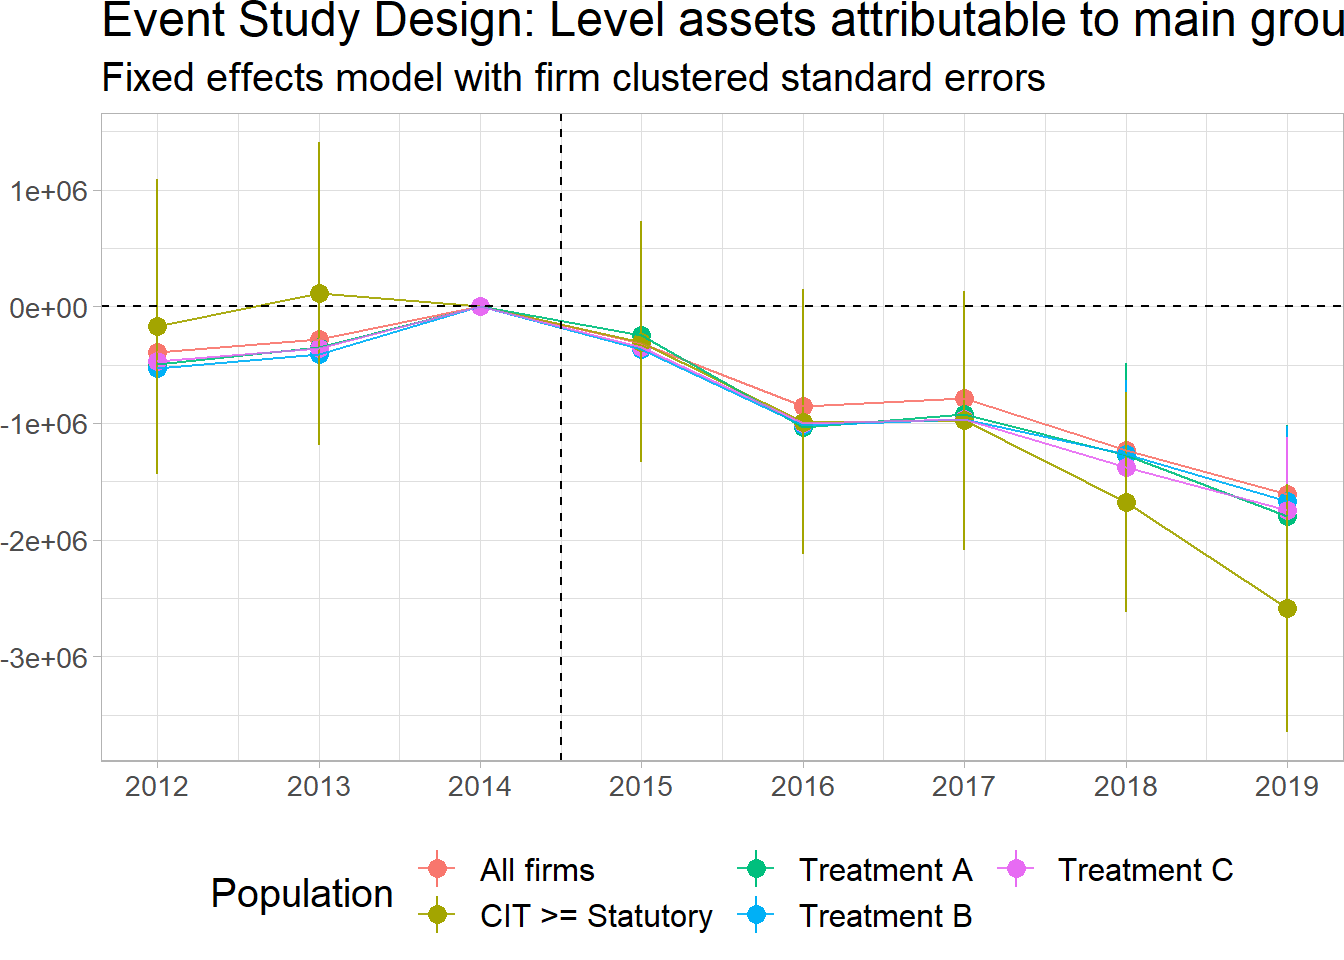 Event Study Design: Level assets attributable to main grou
Fixed effects model with firm clustered standard errors
1e+06
0e+00
-1e+06
-2e+06
-3e+06
2012 2013 2014 2015 2016 2017 2018 2019
Population
All firms Treatment A Treatment C
CIT >= Statutory Treatment B